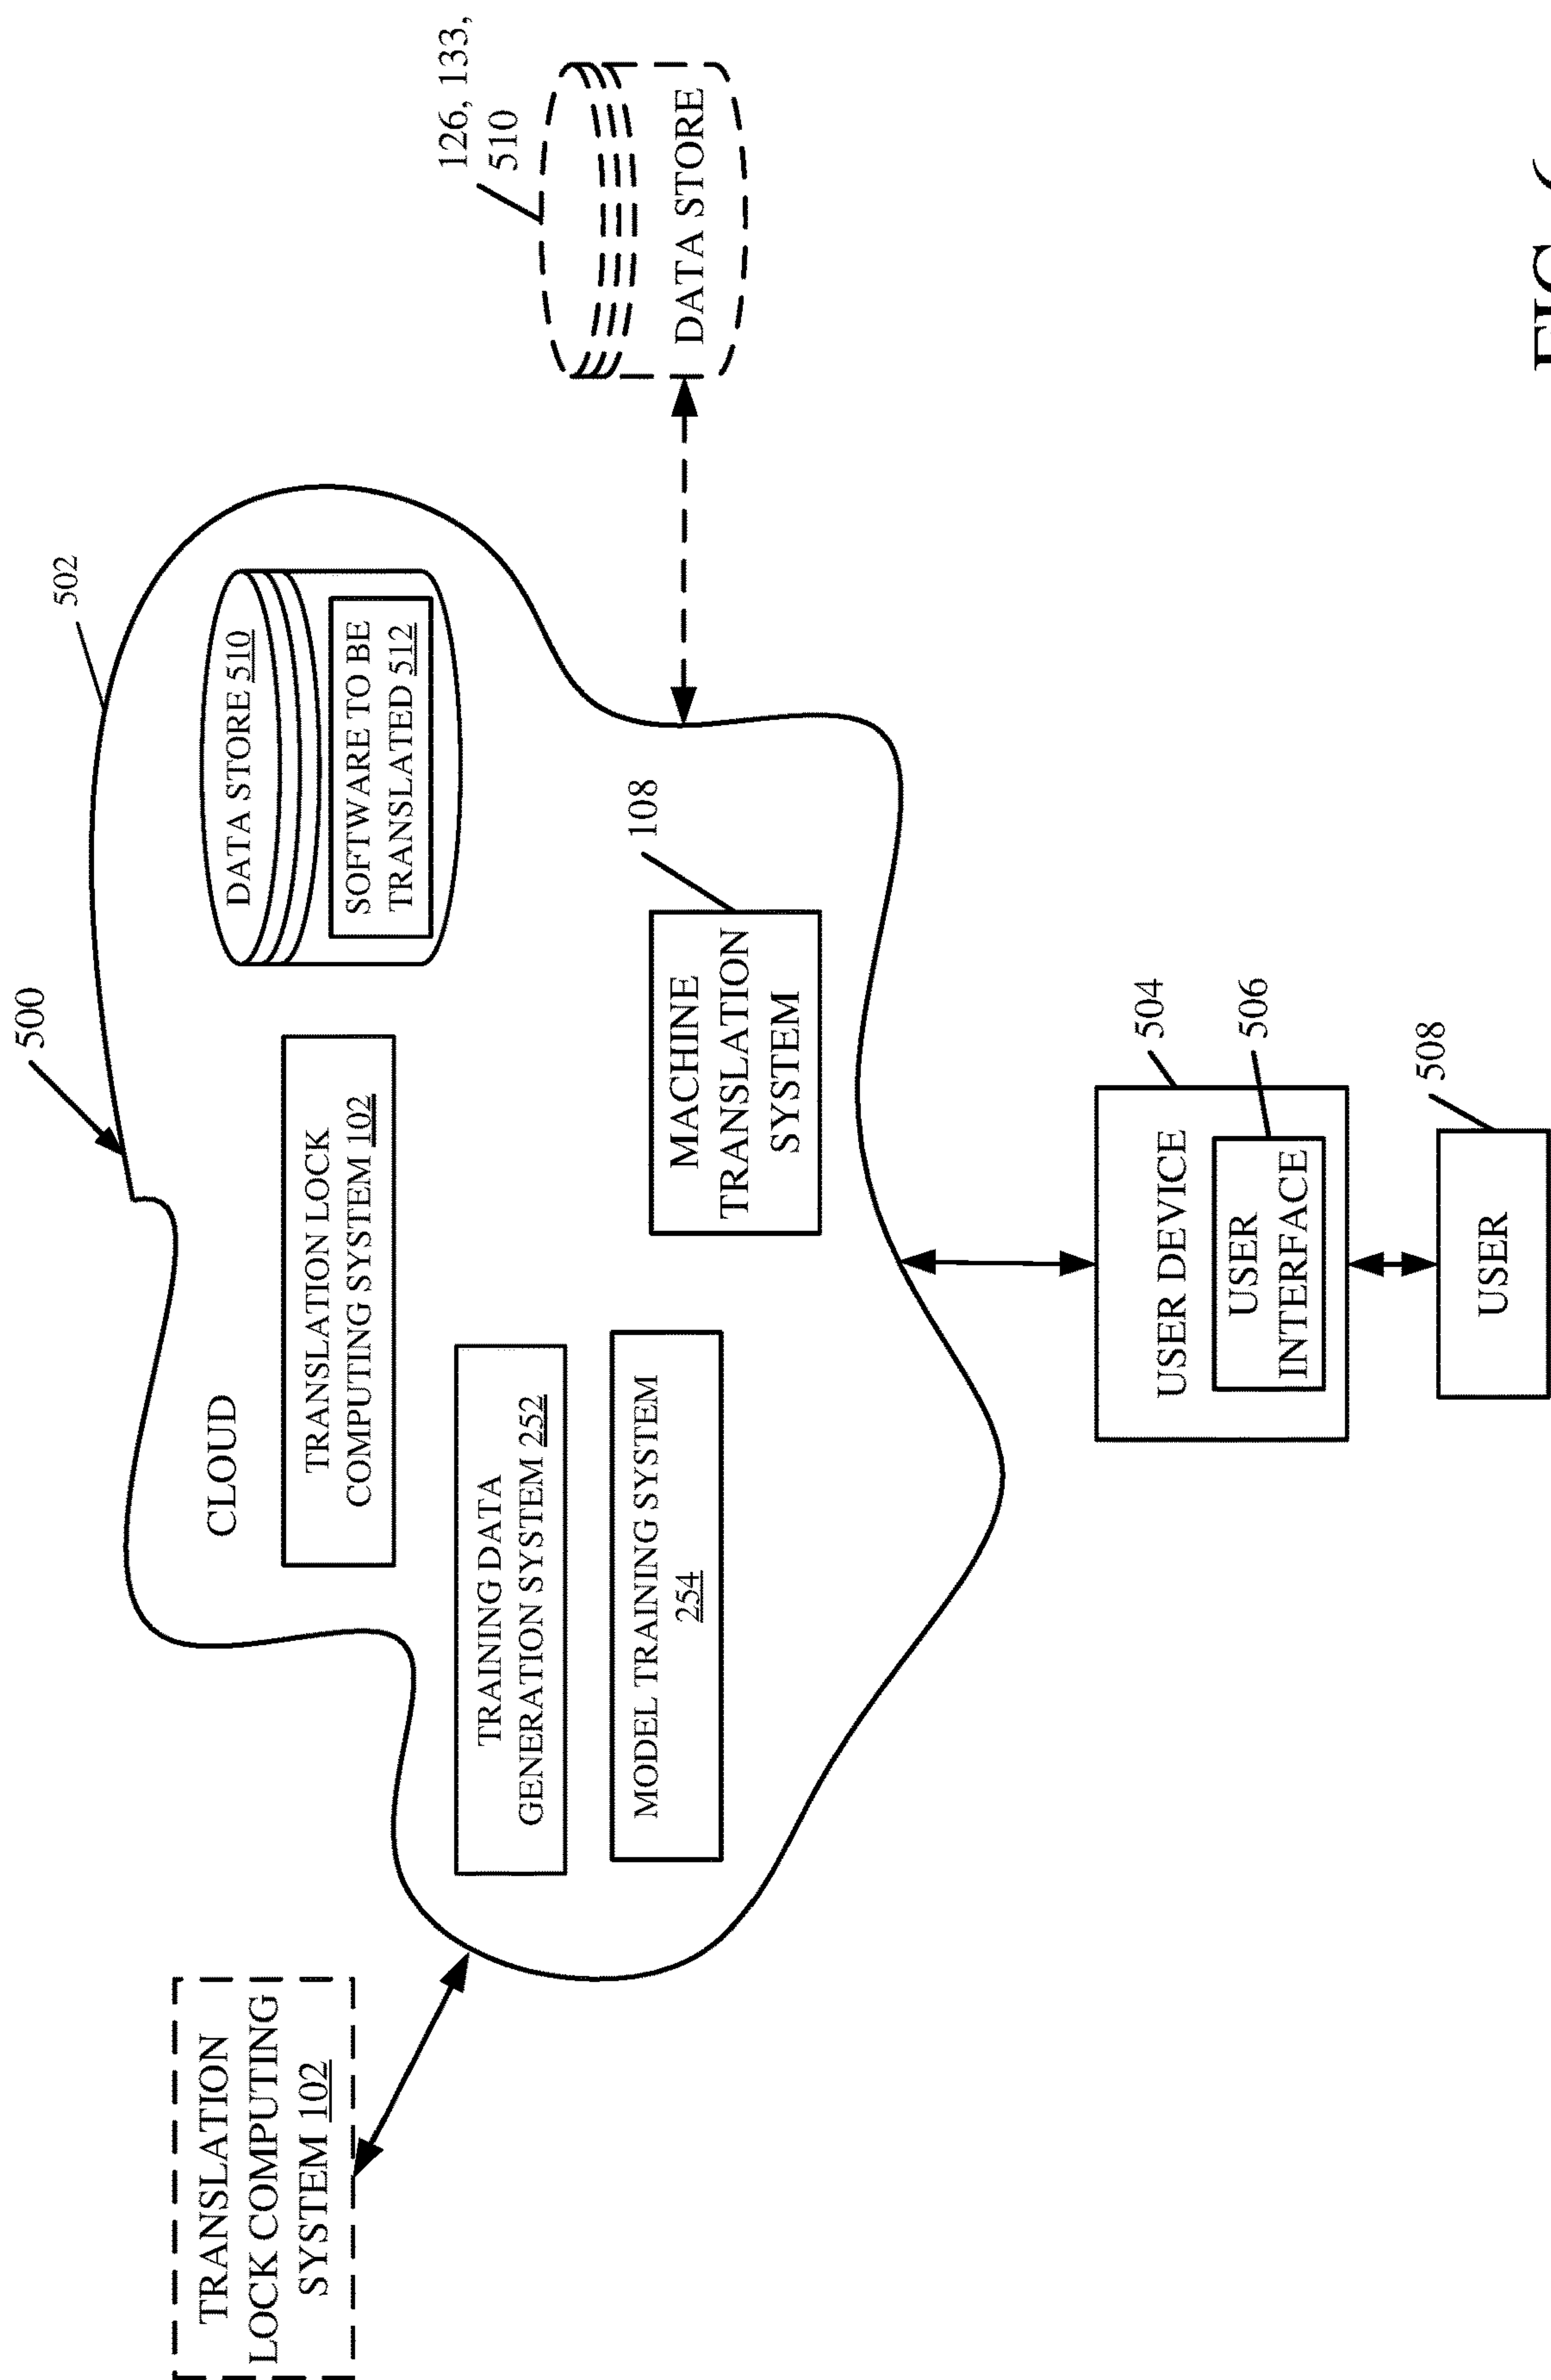 500
502
CLOUD
TRANSLATION LOCK
COMPUTING SYSTEM 102
DATA STORE 510
SOFTWARE TO BE
TRANSLATED 512
TRANSLATION
LOCK COMPUTING
SYSTEM 102
TRAINING DATA
GENERATION SYSTEM 252
MODEL TRAINING SYSTEM
254
108
MACHINE
TRANSLATION
SYSTEM
126, 133,
510
DATA STORE
504
USER DEVICE
506
USER
INTERFACE
508
USER
FIG.